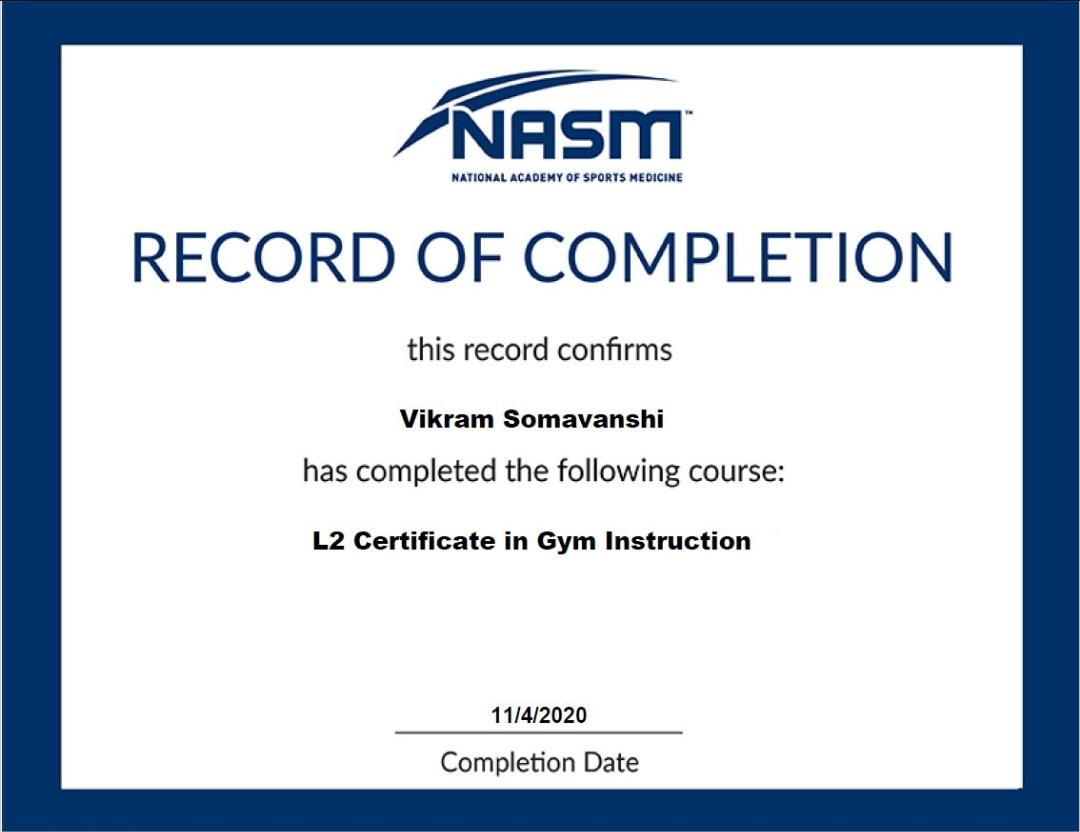 NASM™
NATIONAL ACADEMY OF SPORTS MEDICINE
RECORD OF COMPLETION
this record confirms
Vikram Somavanshi
has completed the following course:
L2 Certificate in Gym Instruction
11/4/2020
Completion Date